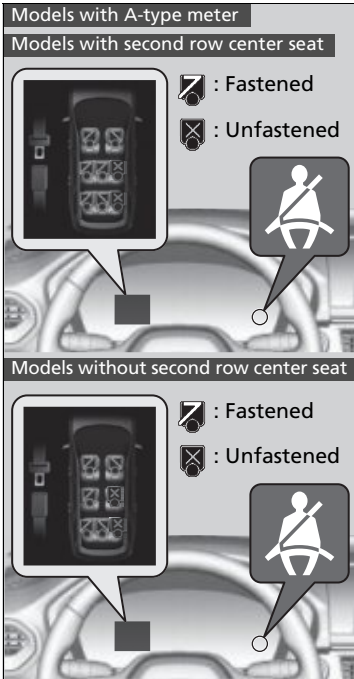 Models with A-type meter
Models with second row center seat
: Fastened
: Unfastened
Models without second row center seat
: Fastened
: Unfastened